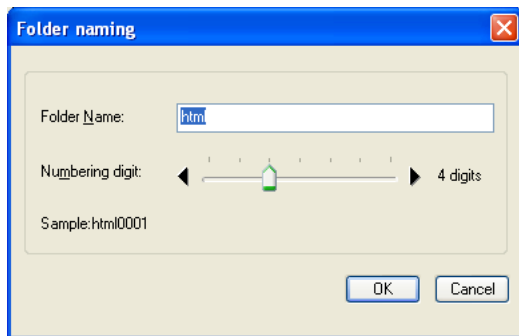 Folder naming
Folder Name: html
Numbering digit: 4 digits
Sample:html0001
OK Cancel